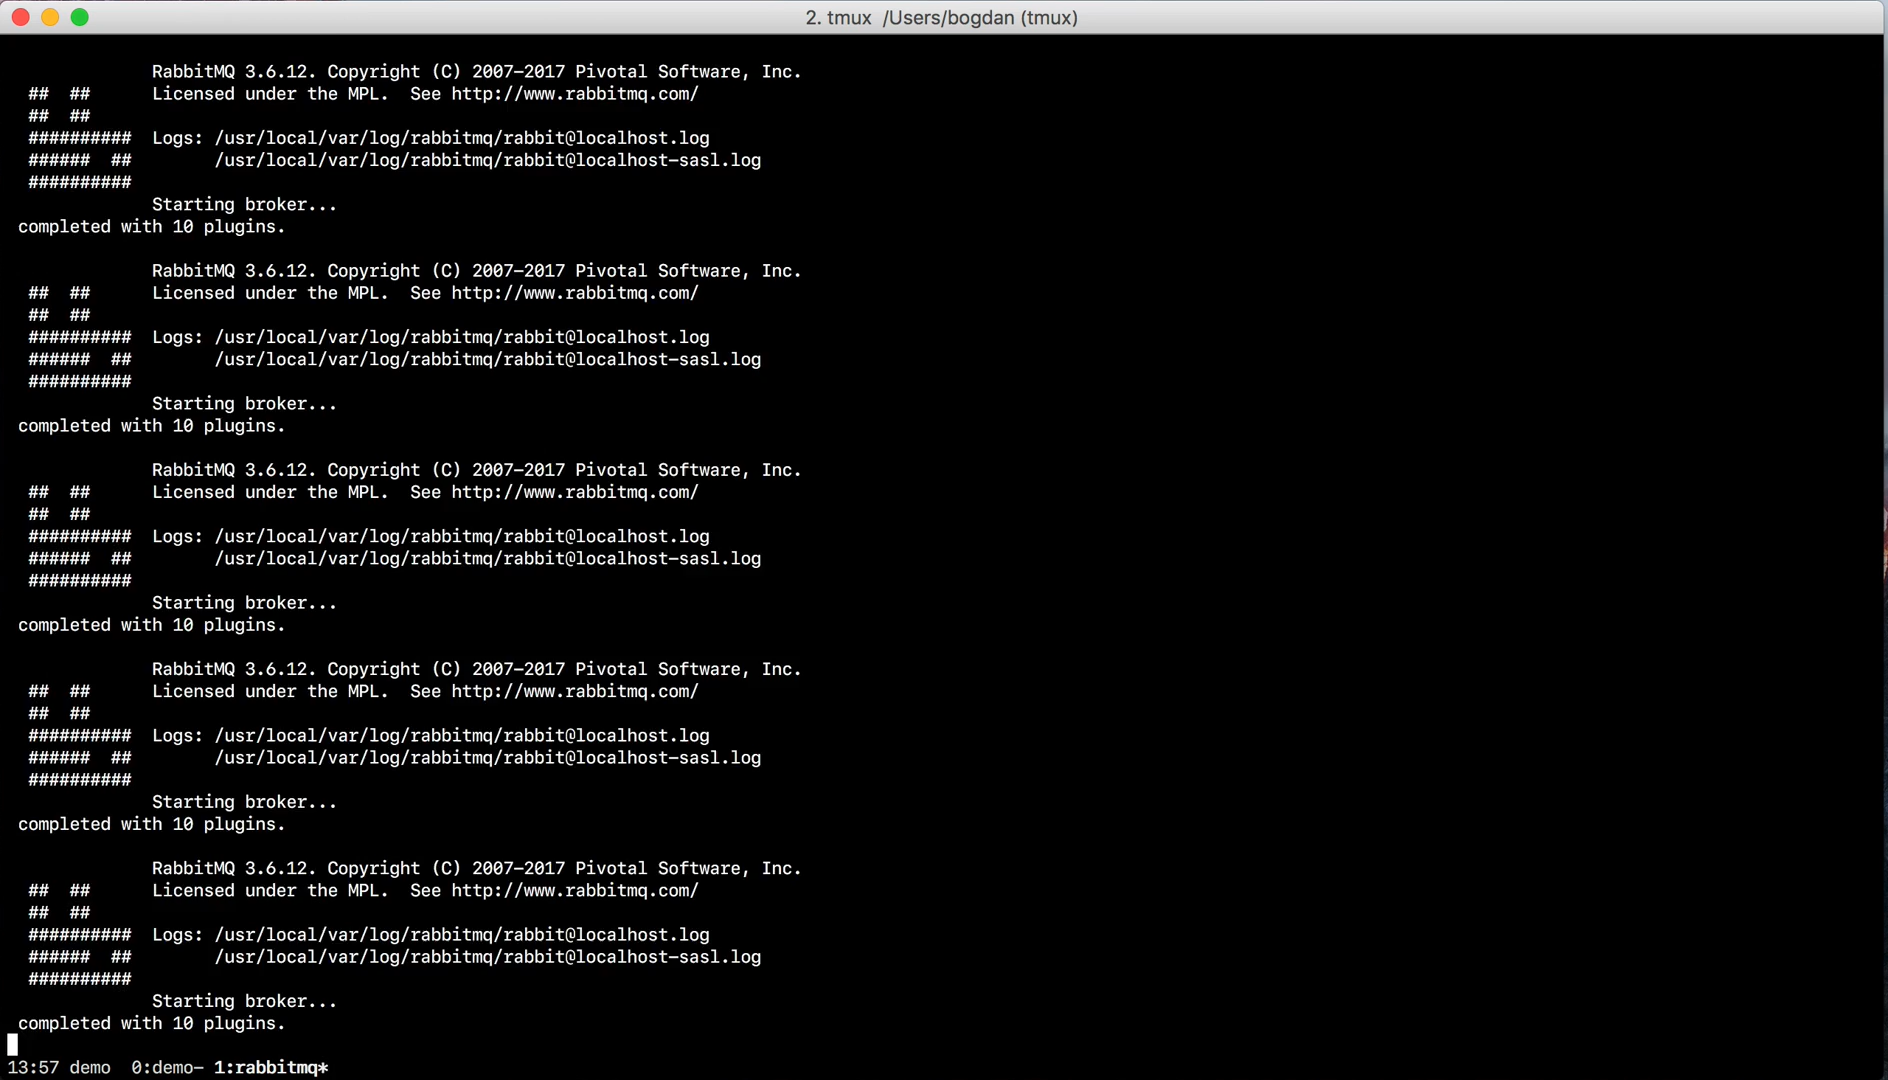 2. tmux  /Users/bogdan (tmux)
              RabbitMQ 3.6.12. Copyright (C) 2007-2017 Pivotal Software, Inc.
  ##  ##      Licensed under the MPL.  See http://www.rabbitmq.com/
  ##  ##
  ##########  Logs: /usr/local/var/log/rabbitmq/rabbit@localhost.log
  ######  ##        /usr/local/var/log/rabbitmq/rabbit@localhost-sasl.log
  ##########
              Starting broker...
 completed with 10 plugins.
              RabbitMQ 3.6.12. Copyright (C) 2007-2017 Pivotal Software, Inc.
  ##  ##      Licensed under the MPL.  See http://www.rabbitmq.com/
  ##  ##
  ##########  Logs: /usr/local/var/log/rabbitmq/rabbit@localhost.log
  ######  ##        /usr/local/var/log/rabbitmq/rabbit@localhost-sasl.log
  ##########
              Starting broker...
 completed with 10 plugins.
              RabbitMQ 3.6.12. Copyright (C) 2007-2017 Pivotal Software, Inc.
  ##  ##      Licensed under the MPL.  See http://www.rabbitmq.com/
  ##  ##
  ##########  Logs: /usr/local/var/log/rabbitmq/rabbit@localhost.log
  ######  ##        /usr/local/var/log/rabbitmq/rabbit@localhost-sasl.log
  ##########
              Starting broker...
 completed with 10 plugins.
              RabbitMQ 3.6.12. Copyright (C) 2007-2017 Pivotal Software, Inc.
  ##  ##      Licensed under the MPL.  See http://www.rabbitmq.com/
  ##  ##
  ##########  Logs: /usr/local/var/log/rabbitmq/rabbit@localhost.log
  ######  ##        /usr/local/var/log/rabbitmq/rabbit@localhost-sasl.log
  ##########
              Starting broker...
 completed with 10 plugins.
              RabbitMQ 3.6.12. Copyright (C) 2007-2017 Pivotal Software, Inc.
  ##  ##      Licensed under the MPL.  See http://www.rabbitmq.com/
  ##  ##
  ##########  Logs: /usr/local/var/log/rabbitmq/rabbit@localhost.log
  ######  ##        /usr/local/var/log/rabbitmq/rabbit@localhost-sasl.log
  ##########
              Starting broker...
 completed with 10 plugins.
13:57 demo  0:demo- 1:rabbitmq*